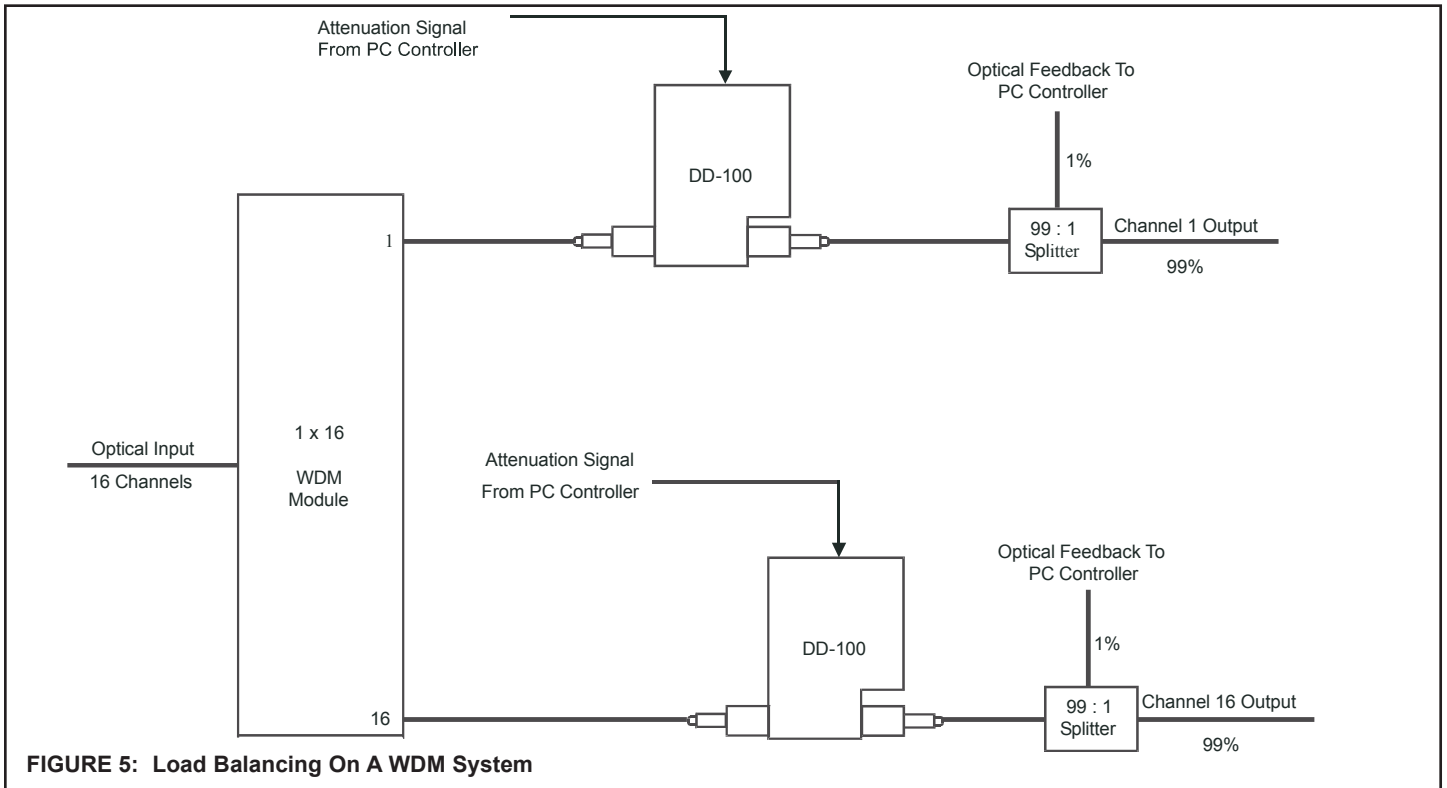 Attenuation Signal
From PC Controller
Optical Feedback To
PC Controller
1%
DD-100
1
99 : 1
Splitter
Channel 1 Output
99%
Optical Input
16 Channels
1 x 16
WDM
Module
Attenuation Signal
From PC Controller
Optical Feedback To
PC Controller
1%
DD-100
16
99 : 1
Splitter
Channel 16 Output
99%
FIGURE 5: Load Balancing On A WDM System